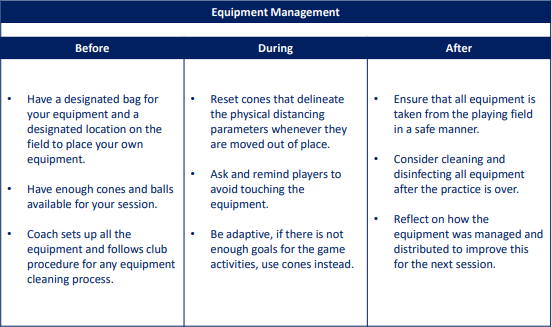 Equipment Management
Before
During
After
• Have a designated bag for
your equipment and a
designated location on the
field to place your own
equipment.
• Have enough cones and balls
available for your session.
• Coach sets up all the
equipment and follows club
procedure for any equipment
cleaning process.
• Reset cones that delineate
the physical distancing
parameters whenever they
are moved out of place.
• Ask and remind players to
avoid touching the
equipment.
• Be adaptive, if there is not
enough goals for the game
activities, use cones instead.
• Ensure that all equipment is
taken from the playing field
in a safe manner.
• Consider cleaning and
disinfecting all equipment
after the practice is over.
• Reflect on how the
equipment was managed and
distributed to improve this
for the next session.